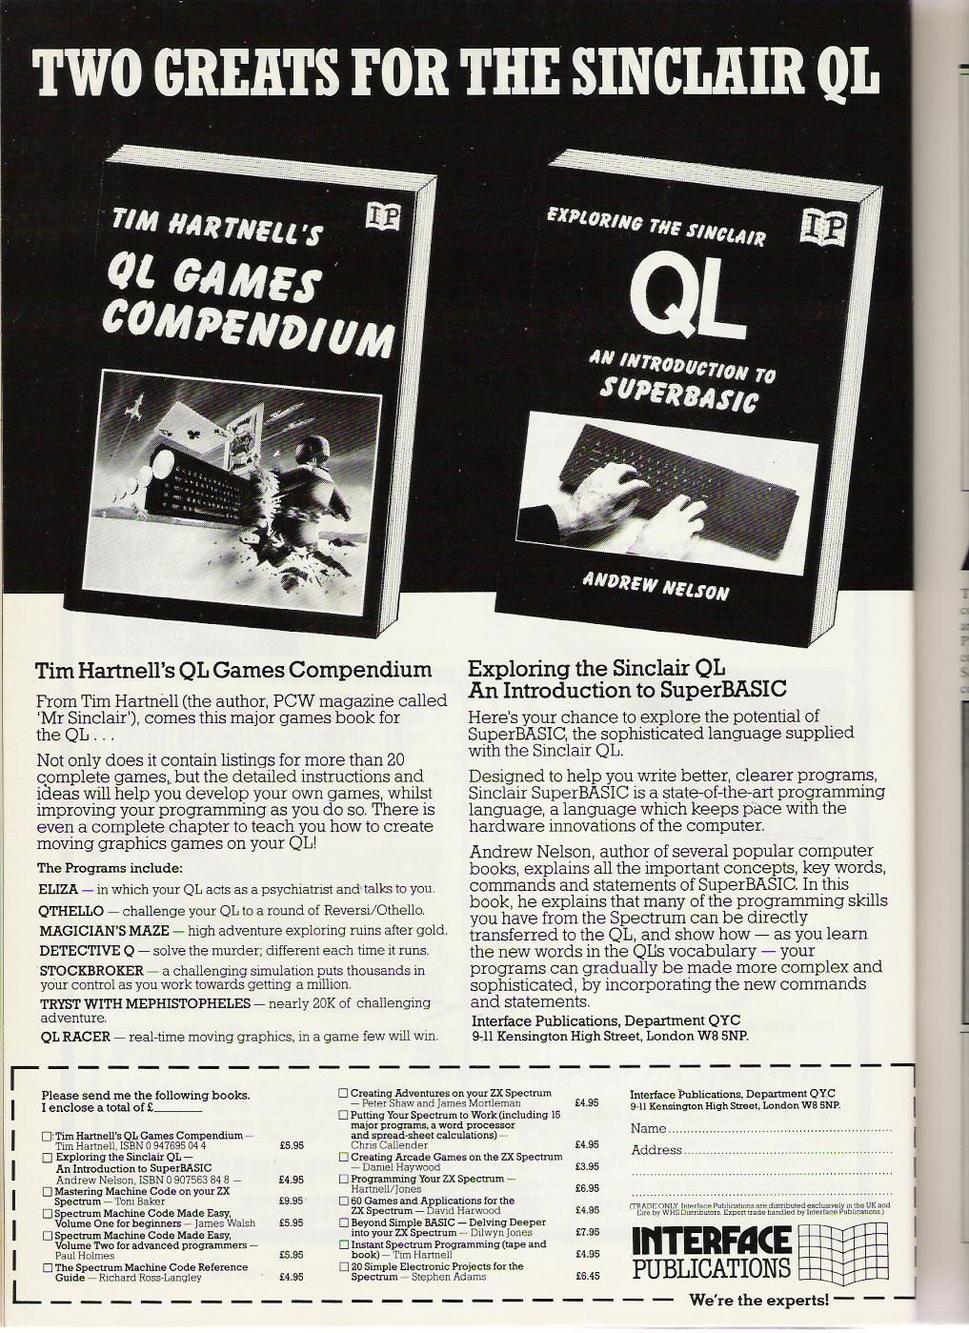 TWO GREATS FOR THE SINCLAIR QL
IP
TIM HARTNELL'S
QL GAMES
COMPENDIUM
IP
EXPLORING THE SINCLAIR
QL
AN INTRODUCTION TO
SUPERBASIC
ANDREW NELSON
Tim Hartnell's QL Games Compendium
From Tim Hartnell (the author, PCW magazine called
'Mr Sinclair'), comes this major games book for
the QL . . .
Not only does it contain listings for more than 20
complete games, but the detailed instructions and
ideas will help you develop your own games, whilst
improving your programming as you do so. There is
even a complete chapter to teach you how to create
moving graphics games on your QL!
The Programs include:
ELIZA — in which your QL acts as a psychiatrist and talks to you.
QTHELLO — challenge your QL to a round of Reversi/Othello.
MAGICIAN'S MAZE — high adventure exploring ruins after gold.
DETECTIVE Q — solve the murder; different each time it runs.
STOCKBROKER — a challenging simulation puts thousands in
your control as you work towards getting a million.
TRYST WITH MEPHISTOPHELES — nearly 20K of challenging
adventure.
QL RACER — real-time moving graphics, in a game few will win.
Exploring the Sinclair QL
An Introduction to SuperBASIC
Here's your chance to explore the potential of
SuperBASIC, the sophisticated language supplied
with the Sinclair QL.
Designed to help you write better, clearer programs,
Sinclair SuperBASIC is a state-of-the-art programming
language, a language which keeps pace with the
hardware innovations of the computer.
Andrew Nelson, author of several popular computer
books, explains all the important concepts, key words,
commands and statements of SuperBASIC. In this
book, he explains that many of the programming skills
you have from the Spectrum can be directly
transferred to the QL, and show how — as you learn
the new words in the QL's vocabulary — your
programs can gradually be made more complex and
sophisticated, by incorporating the new commands
and statements.
Interface Publications, Department QYC
9-11 Kensington High Street, London W8 5NP.
Please send me the following books.
I enclose a total of £________
Tim Hartnell's QL Games Compendium —
Tim Hartnell, ISBN 0 947695 04 4 £5.95
Exploring the Sinclair QL —
An Introduction to SuperBASIC
Andrew Nelson, ISBN 0 907563 84 8 — £4.95
Mastering Machine Code on your ZX
Spectrum — Toni Baker £9.95
Spectrum Machine Code Made Easy,
Volume One for beginners — James Walsh £5.95
Spectrum Machine Code Made Easy,
Volume Two for advanced programmers —
Paul Holmes £5.95
The Spectrum Machine Code Reference
Guide — Richard Ross-Langley £4.95
Creating Adventures on your ZX Spectrum
— Peter Shaw and James Mortleman £4.95
Putting Your Spectrum to Work (including 15
major programs, a word processor
and spread-sheet calculations) —
Chris Callender £4.95
Creating Arcade Games on the ZX Spectrum
— Daniel Haywood £3.95
Programming Your ZX Spectrum —
Hartnell/Jones £6.95
60 Games and Applications for the
ZX Spectrum — David Harwood £4.95
Beyond Simple BASIC — Delving Deeper
into your ZX Spectrum — Dilwyn Jones £7.95
Instant Spectrum Programming (tape and
book) — Tim Hartnell £4.95
20 Simple Electronic Projects for the
Spectrum — Stephen Adams £6.45
Interface Publications, Department QYC
9-11 Kensington High Street, London W8 5NP.
Name
Address
(TRADE ONLY. Interface Publications are distributed exclusively in the UK and
Eire by WHS Distributors. Export trade handled by Interface Publications.)
INTERFACE
PUBLICATIONS
We're the experts!